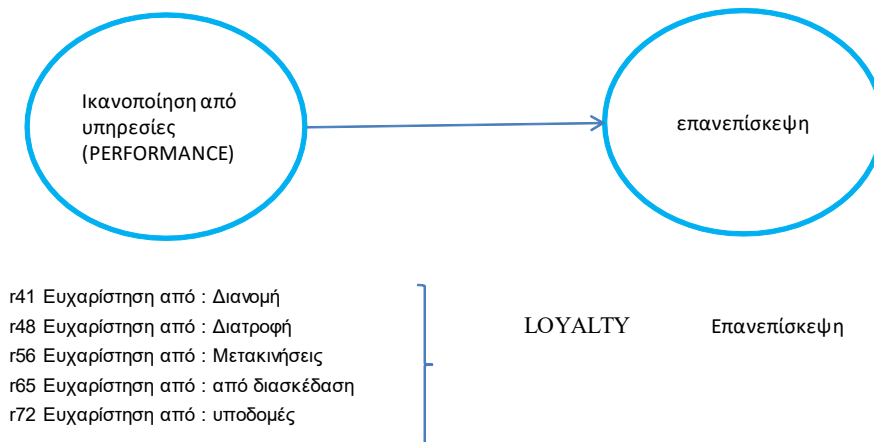 Ικανοποίηση από
υπηρεσίες
(PERFORMANCE)
επανεπίσκεψη
r41 Ευχαρίστηση από : Διανομή
r48 Ευχαρίστηση από : Διατροφή
r56 Ευχαρίστηση από : Μετακινήσεις
r65 Ευχαρίστηση από : από διασκέδαση
r72 Ευχαρίστηση από : υποδομές
LOYALTY Επανεπίσκεψη